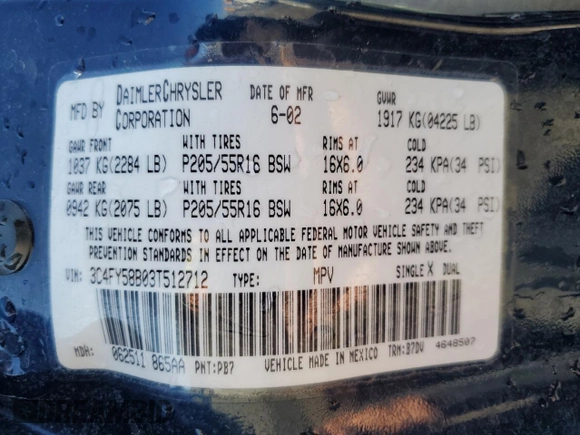 MFD BY DAIMLERCHRYSLER CORPORATION DATE OF MFR 6-02 GVWR 1917 KG(04225 LB)
GAWR FRONT WITH TIRES RIMS AT COLD
1037 KG(2284 LB) P205/55R16 BSW 16X6.0 234 KPA(34 PSI)
GAWR REAR WITH TIRES RIMS AT COLD
0942 KG(2075 LB) P205/55R16 BSW 16X6.0 234 KPA(34 PSI)
THIS VEHICLE CONFORMS TO ALL APPLICABLE FEDERAL MOTOR VEHICLE SAFETY AND THEFT
PREVENTION STANDARDS IN EFFECT ON THE DATE OF MANUFACTURE SHOWN ABOVE.
VIN: 3C4FY58B03T512712 TYPE: MPV SINGLE X DUAL
MDH: 062511 865AA PNT:PB7 VEHICLE MADE IN MEXICO TRM:B7DV 4648507